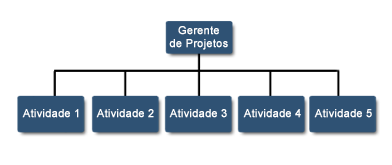 Gerente
de Projetos
Atividade 1
Atividade 2
Atividade 3
Atividade 4
Atividade 5